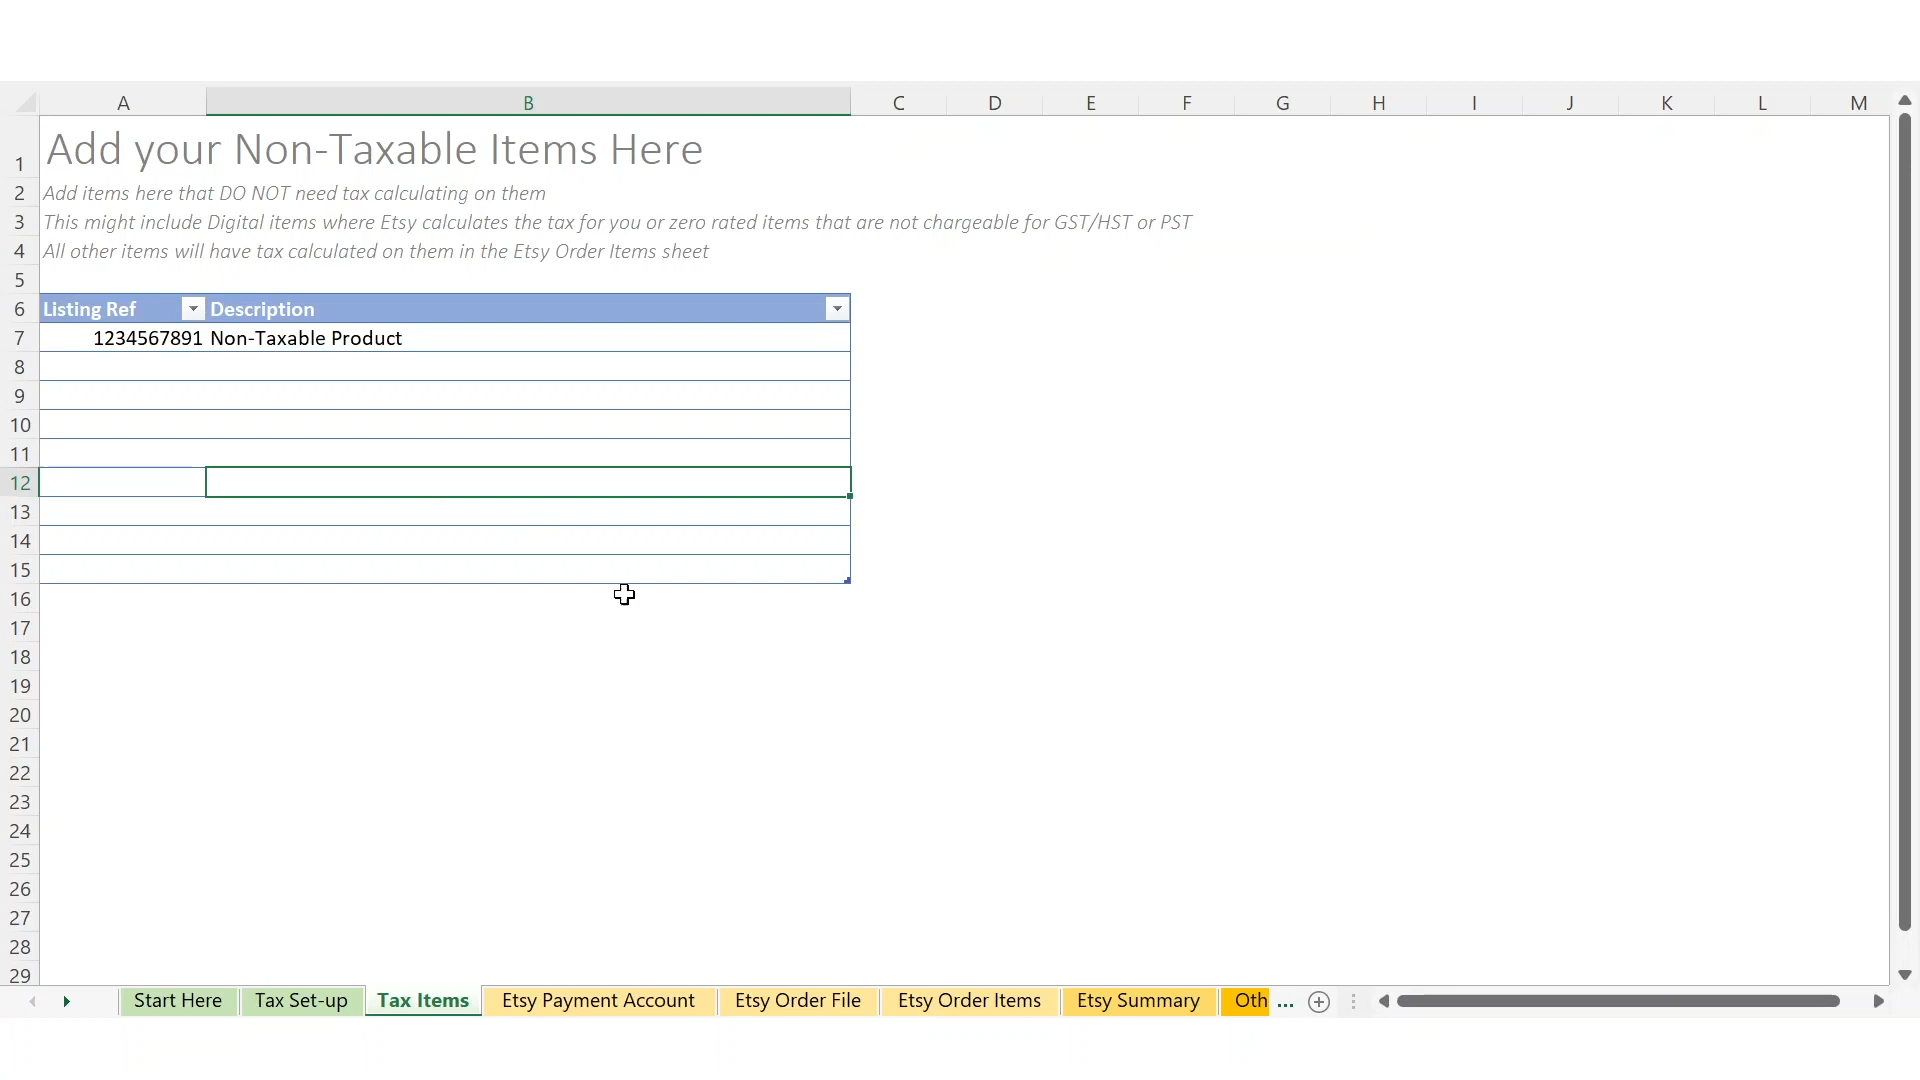 A B C D E F G H I J K L M
1 Add your Non-Taxable Items Here
2 Add items here that DO NOT need tax calculating on them
3 This might include Digital items where Etsy calculates the tax for you or zero rated items that are not chargeable for GST/HST or PST
4 All other items will have tax calculated on them in the Etsy Order Items sheet
5
6 Listing Ref Description
7 1234567891 Non-Taxable Product
8
9
10
11
12
13
14
15
16
17
18
19
20
21
22
23
24
25
26
27
28
29
Start Here Tax Set-up Tax Items Etsy Payment Account Etsy Order File Etsy Order Items Etsy Summary Oth ...